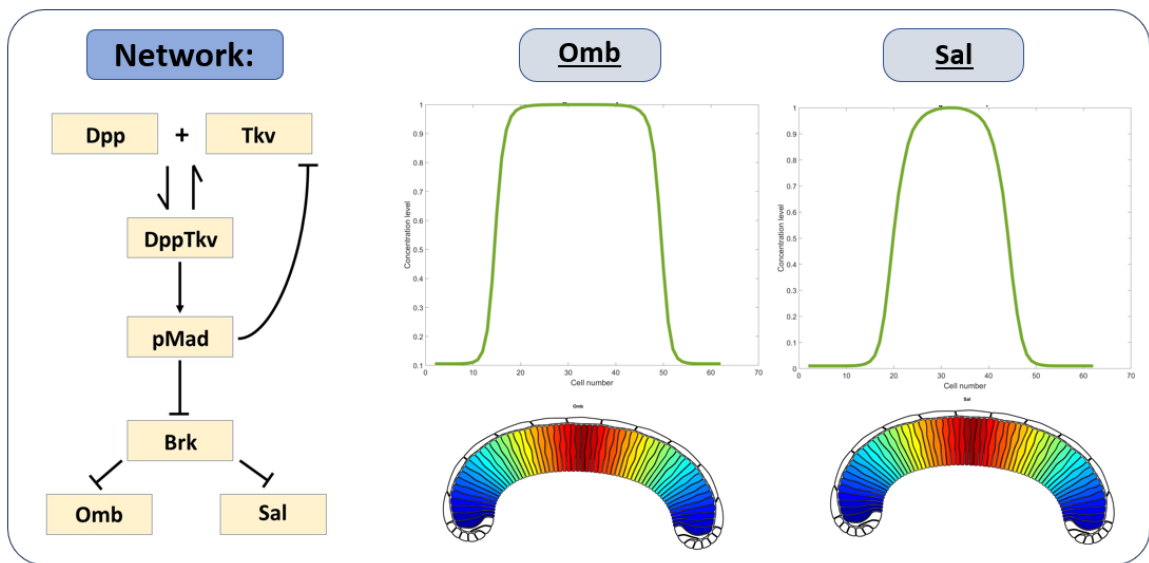 Network:
Dpp + Tkv
DppTkv
pMad
Brk
Omb
Sal
Omb
1
0.9
0.8
0.7
0.6
0.5
0.4
0.3
0.2
0.1
Concentration level
0 10 20 30 40 50 60 70
Cell number
Omb
Sal
1
0.9
0.8
0.7
0.6
0.5
0.4
0.3
0.2
0.1
0
Concentration level
0 10 20 30 40 50 60 70
Cell number
Sal